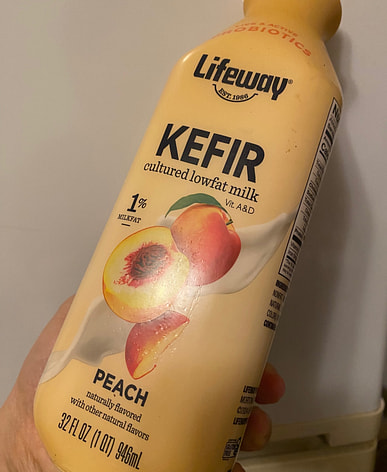 & ACTIVE
PROBIOTICS
Lifeway®
EST. 1986
KEFIR
cultured lowfat milk
Vit. A&D
1%
MILKFAT
PEACH
naturally flavored
with other natural flavors
32 FL OZ (1 QT) 946mL